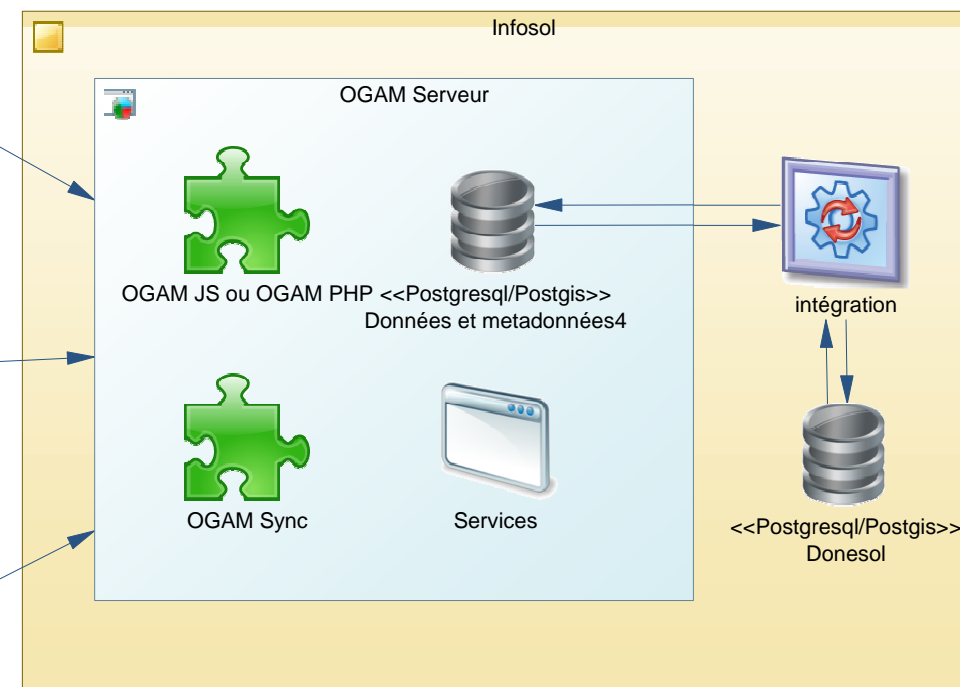 Infosol
OGAM Serveur
OGAM JS ou OGAM PHP
<<Postgresql/Postgis>>
Données et metadonnées4
intégration
OGAM Sync
Services
<<Postgresql/Postgis>>
Donesol